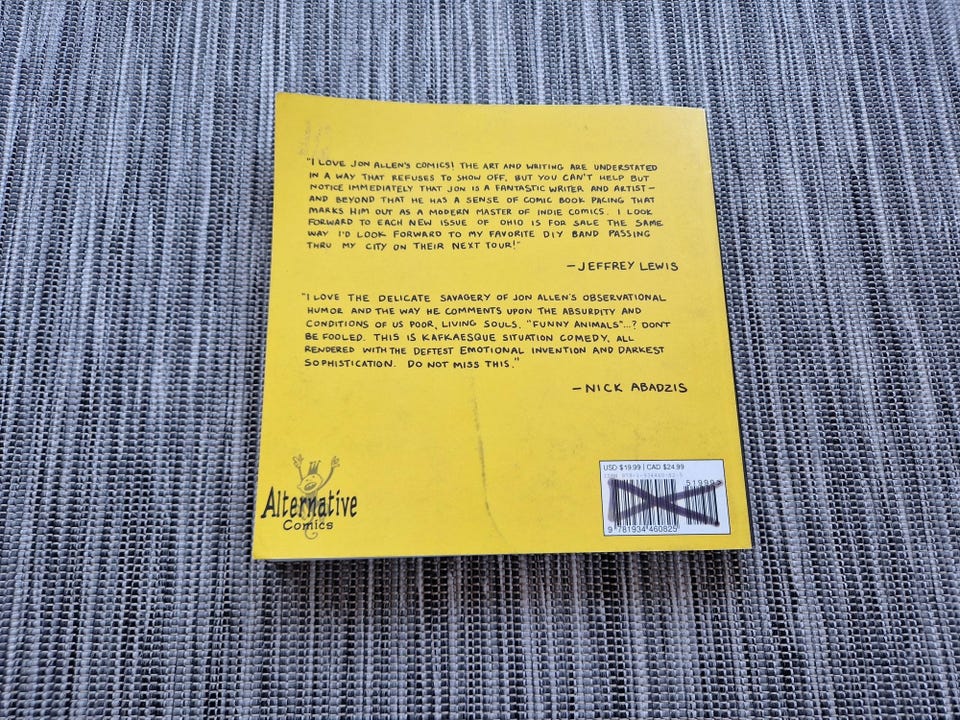 "I LOVE JON ALLEN'S COMICS! THE ART AND WRITING ARE UNDERSTATED
IN A WAY THAT REFUSES TO SHOW OFF, BUT YOU CAN'T HELP BUT
NOTICE IMMEDIATELY THAT JON IS A FANTASTIC WRITER AND ARTIST—
AND BEYOND THAT HE HAS A SENSE OF COMIC BOOK PACING THAT
MARKS HIM OUT AS A MODERN MASTER OF INDIE COMICS. I LOOK
FORWARD TO EACH NEW ISSUE OF OHIO IS FOR SALE THE SAME
WAY I'D LOOK FORWARD TO MY FAVORITE DIY BAND PASSING
THRU MY CITY ON THEIR NEXT TOUR!"
—JEFFREY LEWIS
"I LOVE THE DELICATE SAVAGERY OF JON ALLEN'S OBSERVATIONAL
HUMOR AND THE WAY HE COMMENTS UPON THE ABSURDITY AND
CONDITIONS OF US POOR, LIVING SOULS. "FUNNY ANIMALS"...? DON'T
BE FOOLED. THIS IS KAFKAESQUE SITUATION COMEDY, ALL
RENDERED WITH THE DEFTEST EMOTIONAL INVENTION AND DARKEST
SOPHISTICATION. DO NOT MISS THIS."
—NICK ABADZIS
Alternative
Comics
USD $19.99 | CAD $24.99
51999
9 781934 460825